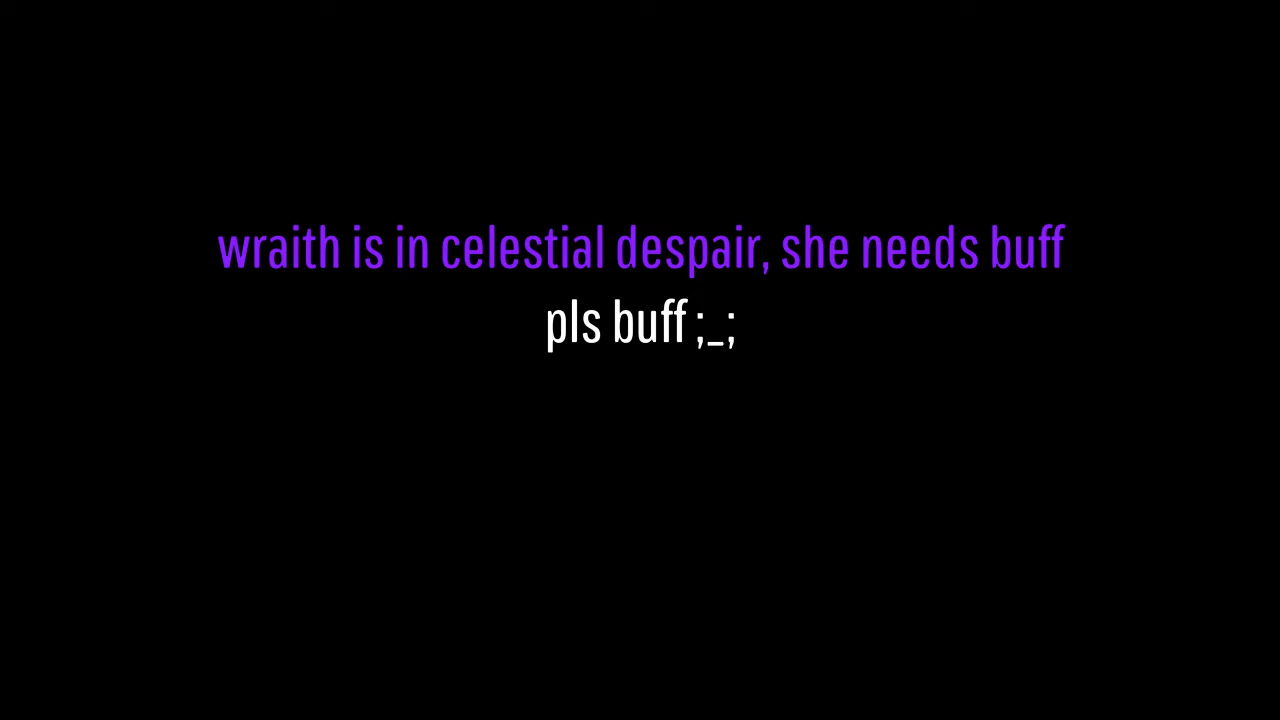 wraith is in celestial despair, she needs buff
pls buff ;_;